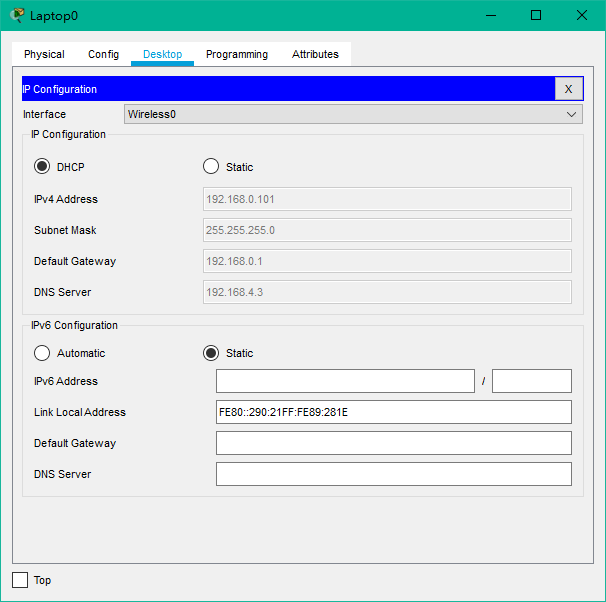 Laptop0
Physical Config Desktop Programming Attributes
IP Configuration X
Interface Wireless0
IP Configuration
DHCP Static
IPv4 Address 192.168.0.101
Subnet Mask 255.255.255.0
Default Gateway 192.168.0.1
DNS Server 192.168.4.3
IPv6 Configuration
Automatic Static
IPv6 Address /
Link Local Address FE80::290:21FF:FE89:281E
Default Gateway
DNS Server
Top